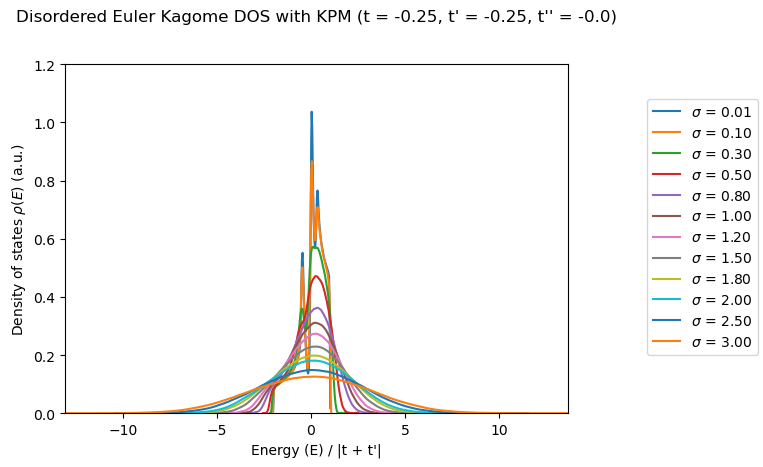 Disordered Euler Kagome DOS with KPM (t = -0.25, t' = -0.25, t'' = -0.0)
Density of states ρ(E) (a.u.)
1.2
1.0
0.8
0.6
0.4
0.2
0.0
−10
−5
0
5
10
Energy (E) / |t + t'|
σ = 0.01
σ = 0.10
σ = 0.30
σ = 0.50
σ = 0.80
σ = 1.00
σ = 1.20
σ = 1.50
σ = 1.80
σ = 2.00
σ = 2.50
σ = 3.00